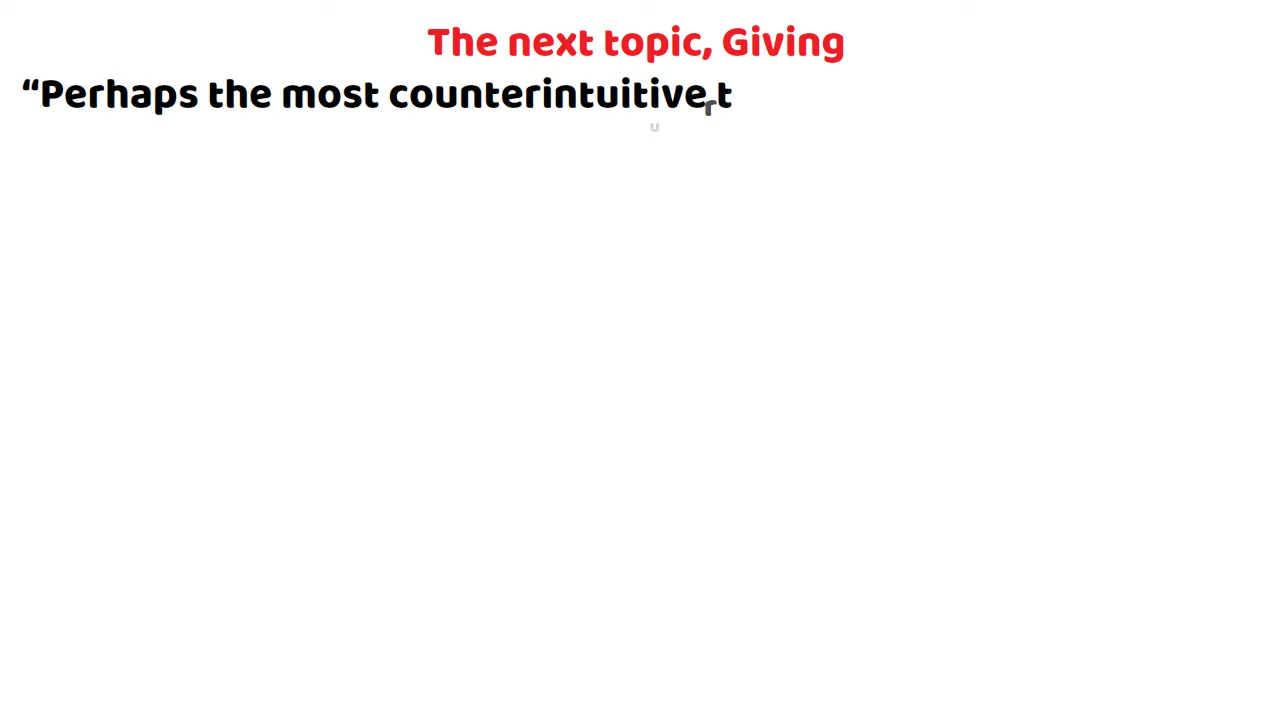 The next topic, Giving
“Perhaps the most counterintuitive t